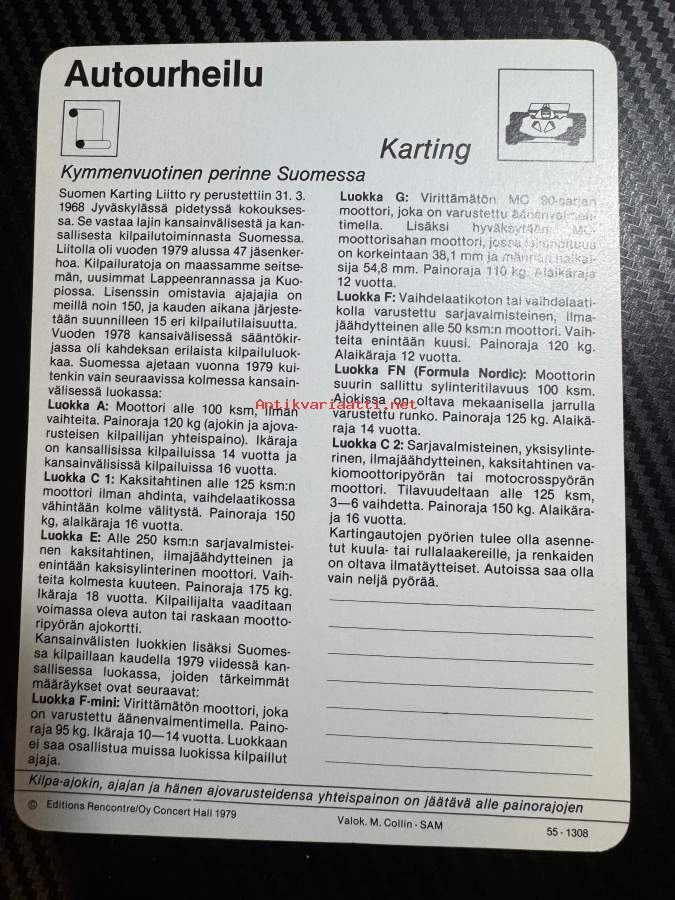 Autourheilu
Karting
Kymmenvuotinen perinne Suomessa
Suomen Karting Liitto ry perustettiin 31. 3.
1968 Jyväskylässä pidetyssä kokoukses-
sa. Se vastaa lajin kansainvälisestä ja kan-
sallisesta kilpailutoiminnasta Suomessa.
Liitolla oli vuoden 1979 alussa 47 jäsenker-
hoa. Kilpailuratoja on maassamme seitse-
män, uusimmat Lappeenrannassa ja Kuo-
piossa. Lisenssin omistavia ajajajia on
meillä noin 150, ja kauden aikana järjeste-
tään suunnilleen 15 eri kilpailutilaisuutta.
Vuoden 1978 kansaivälisessä sääntökir-
jassa oli kahdeksan erilaista kilpailuluok-
kaa. Suomessa ajetaan vuonna 1979 kui-
tenkin vain seuraavissa kolmessa kansain-
välisessä luokassa:
Luokka A: Moottori alle 100 ksm, ilman
vaihteita. Painoraja 120 kg (ajokin ja ajova-
rusteisen kilpailijan yhteispaino). Ikäraja
on kansallisissa kilpailuissa 14 vuotta ja
kansainvälisissä kilpailuissa 16 vuotta.
Luokka C 1: Kaksitahtinen alle 125 ksm:n
moottori ilman ahdinta, vaihdelaatikossa
vähintään kolme välitystä. Painoraja 150
kg, alaikäraja 16 vuotta.
Luokka E: Alle 250 ksm:n sarjavalmistei-
nen kaksitahtinen, ilmajäähdytteinen ja
enintään kaksisylinterinen moottori. Vaih-
teita kolmesta kuuteen. Painoraja 175 kg.
Ikäraja 18 vuotta. Kilpailijalta vaaditaan
voimassa oleva auton tai raskaan mootto-
ripyörän ajokortti.
Kansainvälisten luokkien lisäksi Suomes-
sa kilpaillaan kaudella 1979 viidessä kan-
sallisessa luokassa, joiden tärkeimmät
määräykset ovat seuraavat:
Luokka F-mini: Virittämätön moottori, joka
on varustettu äänenvaimentimella. Paino-
raja 95 kg. Ikäraja 10—14 vuotta. Luokkaan
ei saa osallistua muissa luokissa kilpaillut
ajaja.
Luokka G: Virittämätön MC 90-sarjan
moottori, joka on varustettu äänenvaimen-
timella. Lisäksi hyväksytään MC-
moottorisahan moottori, jossa
on korkeintaan 38,1 mm ja männän halkai-
sija 54,8 mm. Painoraja 110 kg. Alaikäraja
12 vuotta.
Luokka F: Vaihdelaatikoton tai vaihdelaati-
kolla varustettu sarjavalmisteinen, ilma-
jäähdytteinen alle 50 ksm:n moottori. Vaih-
teita enintään kuusi. Painoraja 120 kg.
Alaikäraja 12 vuotta.
Luokka FN (Formula Nordic): Moottorin
suurin sallittu sylinteritilavuus 100 ksm.
Ajokissa on oltava mekaanisella jarrulla
varustettu runko. Painoraja 125 kg. Alaikä-
raja 14 vuotta.
Luokka C 2: Sarjavalmisteinen, yksisylinte-
rinen, ilmajäähdytteinen, kaksitahtinen va-
kiomoottoripyörän tai motocrosspyörän
moottori. Tilavuudeltaan alle 125 ksm,
3—6 vaihdetta. Painoraja 150 kg. Alaikära-
ja 16 vuotta.
Kartingautojen pyörien tulee olla asenne-
tut kuula- tai rullalaakereille, ja renkaiden
on oltava ilmatäytteiset. Autoissa saa olla
vain neljä pyörää.
Antikvariaatti.net
Kilpa-ajokin, ajajan ja hänen ajovarusteidensa yhteispainon on jäätävä alle painorajojen
© Editions Rencontre/Oy Concert Hall 1979
Valok. M. Collin - SAM
55 - 1308